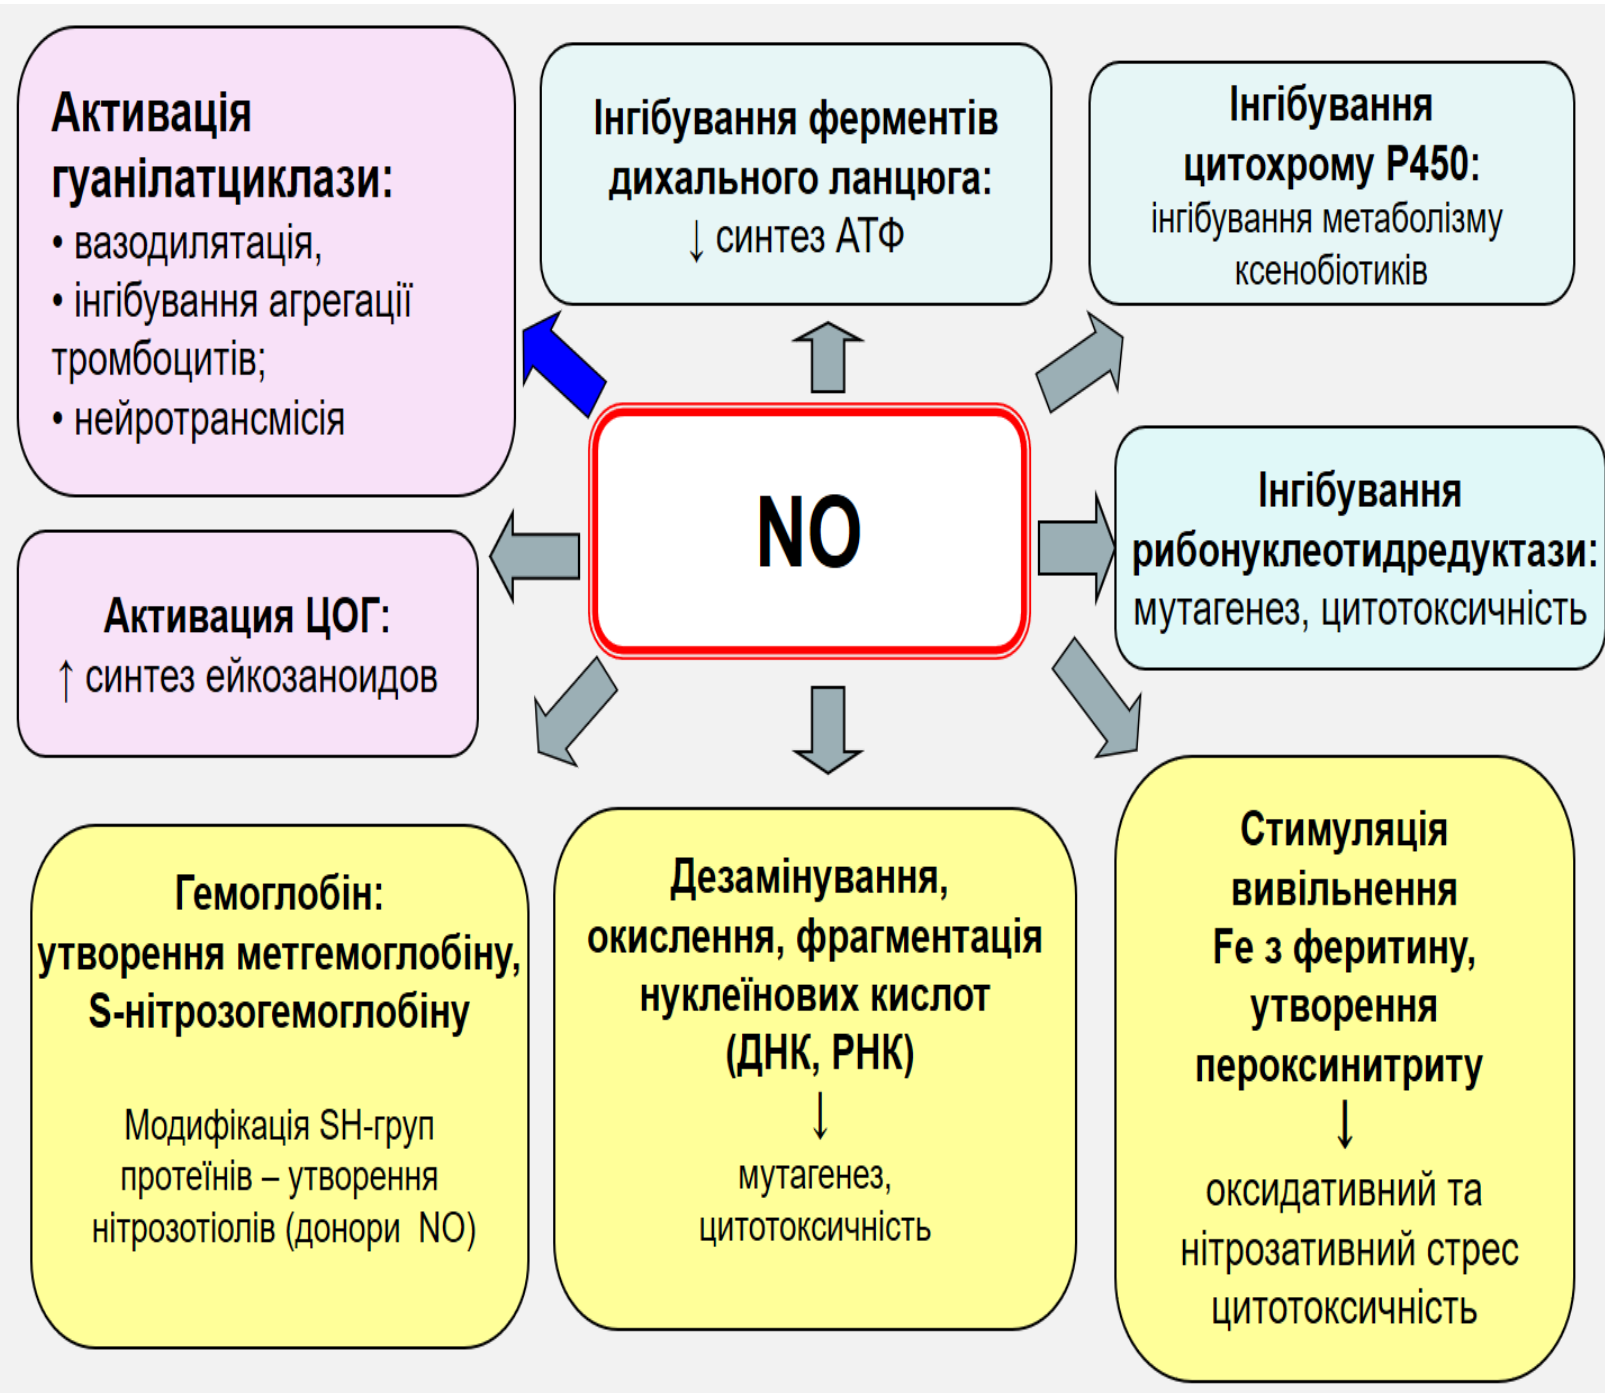 Активація
гуанілатциклази:
• вазодилятація,
• інгібування агрегації
тромбоцитів;
• нейротрансмісія
Інгібування ферментів
дихального ланцюга:
↓ синтез АТФ
Інгібування
цитохрому Р450:
інгібування метаболізму
ксенобіотиків
NO
Інгібування
рибонуклеотидредуктази:
мутагенез, цитотоксичність
Активация ЦОГ:
↑ синтез ейкозаноидов
Гемоглобін:
утворення метгемоглобіну,
S-нітрозогемоглобіну
Модифікація SH-груп
протеїнів – утворення
нітрозотіолів (донори NO)
Дезамінування,
окислення, фрагментація
нуклеїнових кислот
(ДНК, РНК)
↓
мутагенез,
цитотоксичність
Стимуляція
вивільнення
Fe з феритину,
утворення
пероксинитриту
↓
оксидативний та
нітрозативний стрес
цитотоксичність